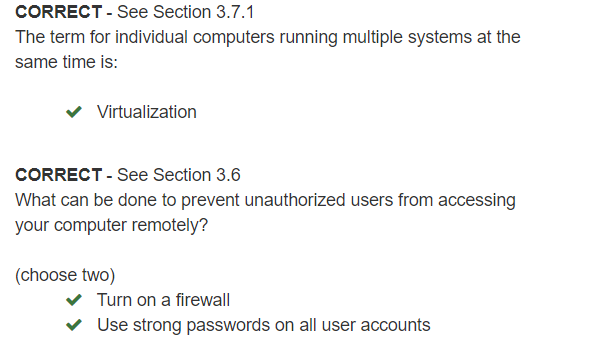 CORRECT - See Section 3.7.1
The term for individual computers running multiple systems at the
same time is:
Virtualization
CORRECT - See Section 3.6
What can be done to prevent unauthorized users from accessing
your computer remotely?
(choose two)
Turn on a firewall
Use strong passwords on all user accounts